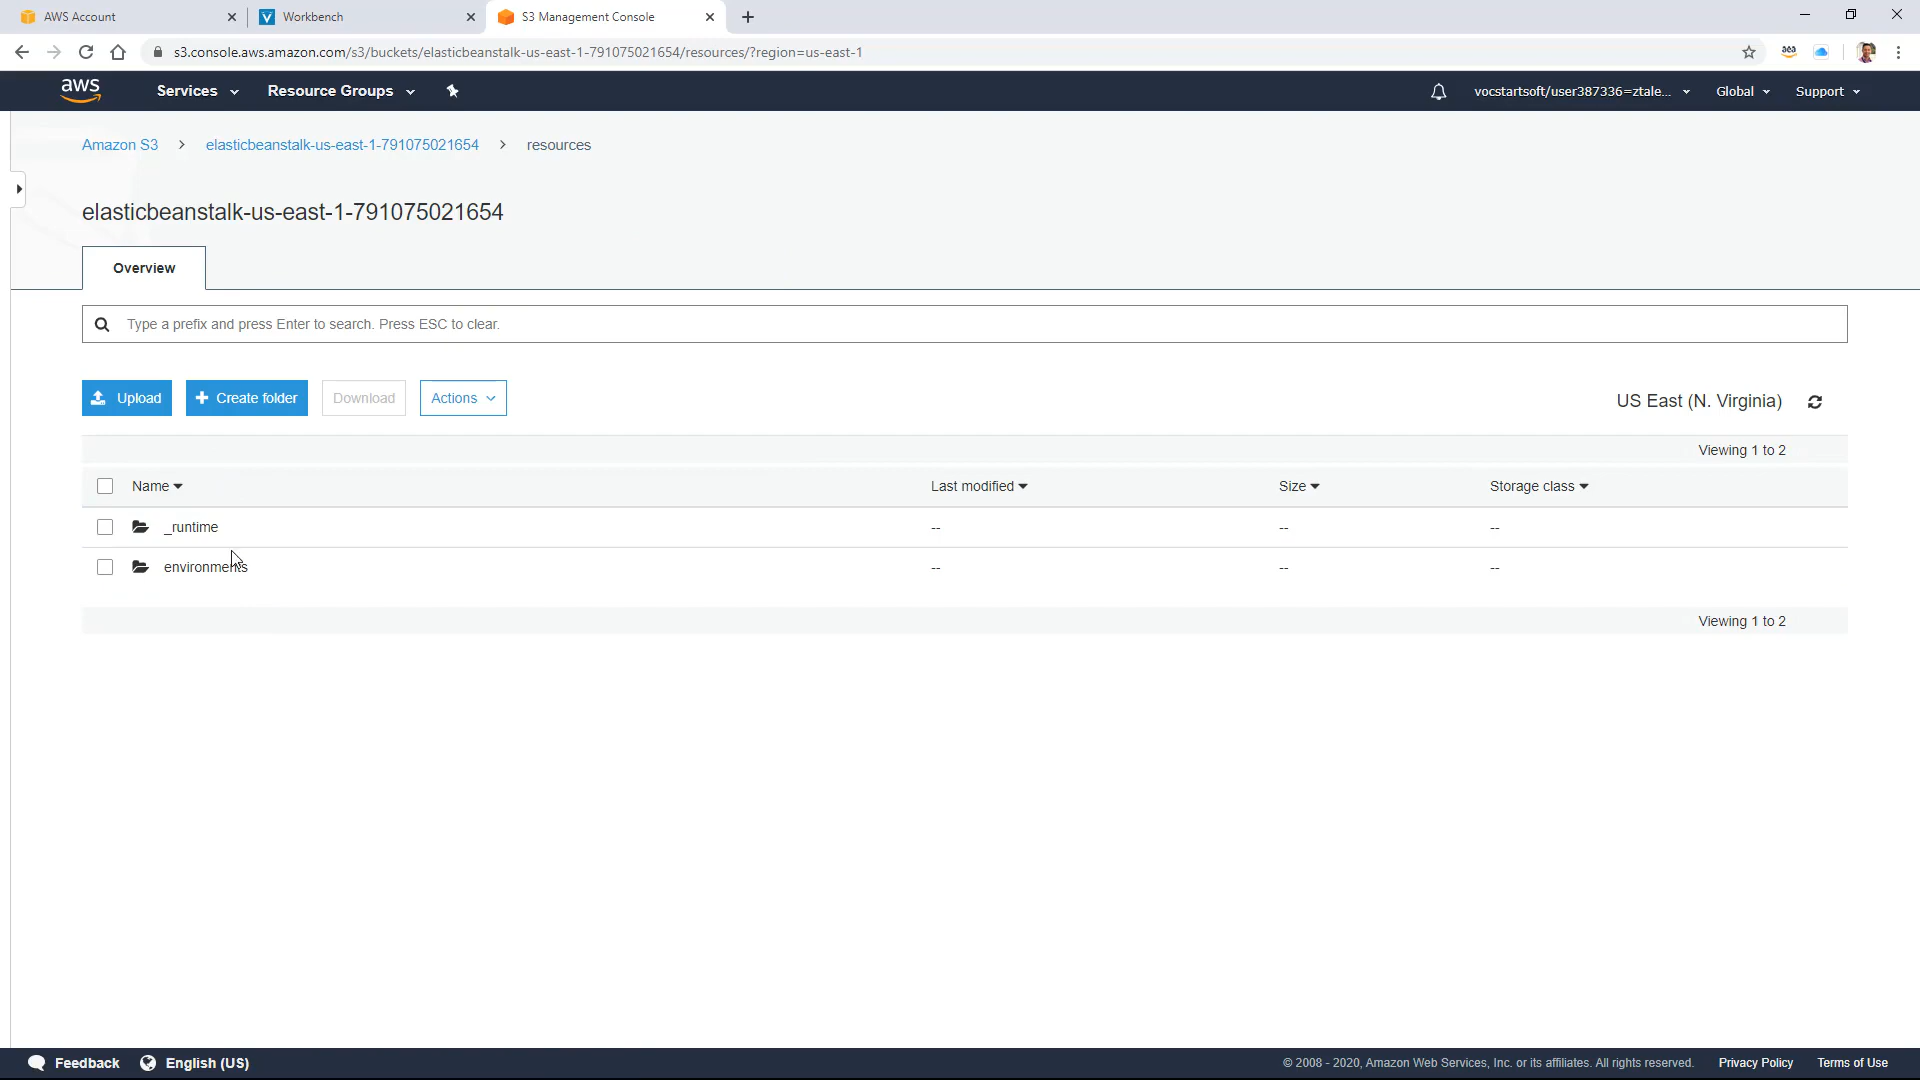 AWS Account
Workbench
S3 Management Console
s3.console.aws.amazon.com/s3/buckets/elasticbeanstalk-us-east-1-791075021654/resources/?region=us-east-1
aws
Services
Resource Groups
vocstartsoft/user387336=ztale...
Global
Support
Amazon S3
elasticbeanstalk-us-east-1-791075021654
resources
elasticbeanstalk-us-east-1-791075021654
Overview
Type a prefix and press Enter to search. Press ESC to clear.
Upload
Create folder
Download
Actions
US East (N. Virginia)
Viewing 1 to 2
Name
Last modified
Size
Storage class
_runtime
--
--
--
environments
--
--
--
Viewing 1 to 2
Feedback
English (US)
© 2008 - 2020, Amazon Web Services, Inc. or its affiliates. All rights reserved.
Privacy Policy
Terms of Use